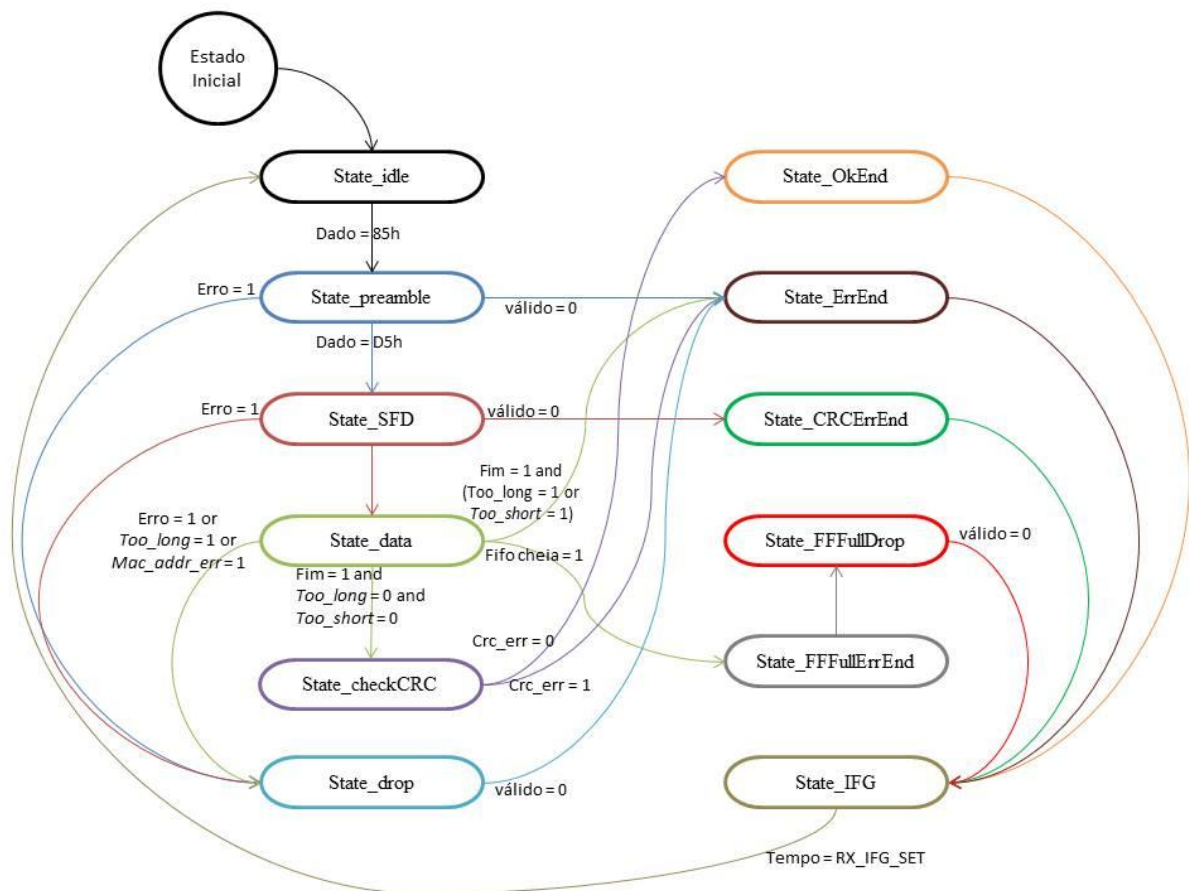 Estado
Inicial
State_idle
State_OkEnd
Dado = 85h
Erro = 1
State_preamble
válido = 0
State_ErrEnd
Dado = D5h
Erro = 1
State_SFD
válido = 0
State_CRCErrEnd
Fim = 1 and
(Too_long = 1 or
Too_short = 1)
Erro = 1 or
Too_long = 1 or
Mac_addr_err = 1
State_data
Fifo cheia = 1
State_FFFullDrop
válido = 0
Fim = 1 and
Too_long = 0 and
Too_short = 0
Crc_err = 0
State_FFFullErrEnd
State_checkCRC
Crc_err = 1
State_drop
válido = 0
State_IFG
Tempo = RX_IFG_SET